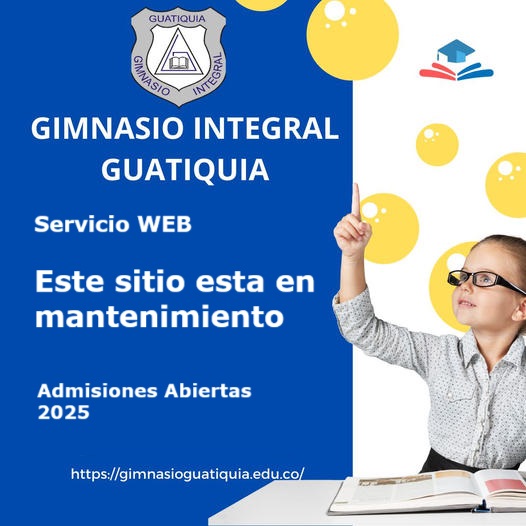 GUATIQUIA
GIMNASIO INTEGRAL
GIMNASIO INTEGRAL
GUATIQUIA
Servicio WEB
Este sitio esta en
mantenimiento
Admisiones Abiertas
2025
https://gimnasioguatiquia.edu.co/